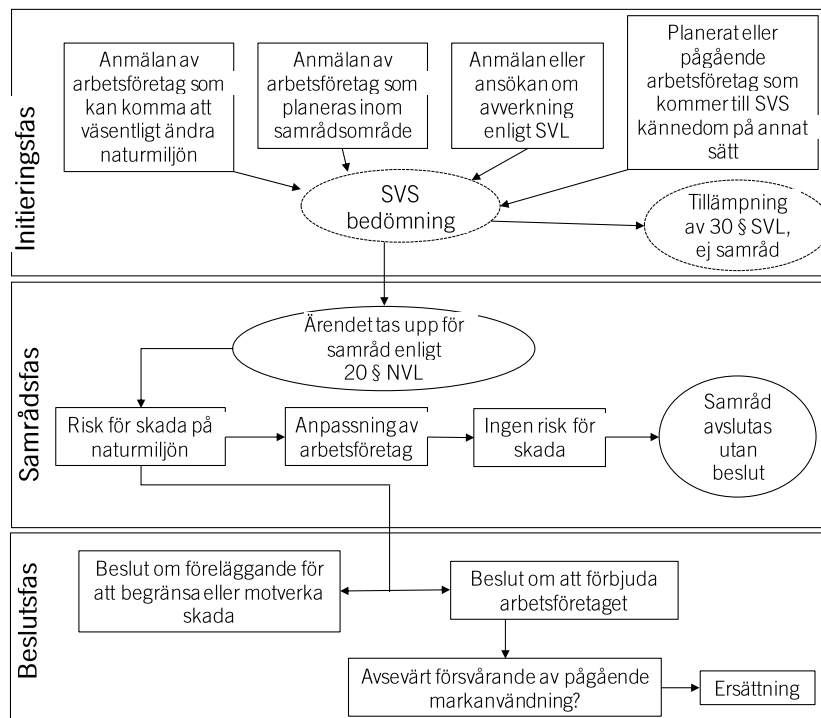 Initieringsfas
Anmälan av
arbetsföretag som
kan komma att
väsentligt ändra
naturmiljön
Anmälan av
arbetsföretag som
planeras inom
samrådsområde
Anmälan eller
ansökan om
avverkning
enligt SVL
Planerat eller
pågående
arbetsföretag som
kommer till SVS
kännedom på annat
sätt
SVS
bedömning
Tillämpning
av 30 § SVL,
ej samråd
Samrådsfas
Ärendet tas upp för
samråd enligt
20 § NVL
Risk för skada på
naturmiljön
Anpassning av
arbetsföretag
Ingen risk för
skada
Samråd
avslutas
utan
beslut
Beslutsfas
Beslut om föreläggande för
att begränsa eller motverka
skada
Beslut om att förbjuda
arbetsföretaget
Avsevärt försvårande av pågående
markanvändning?
Ersättning